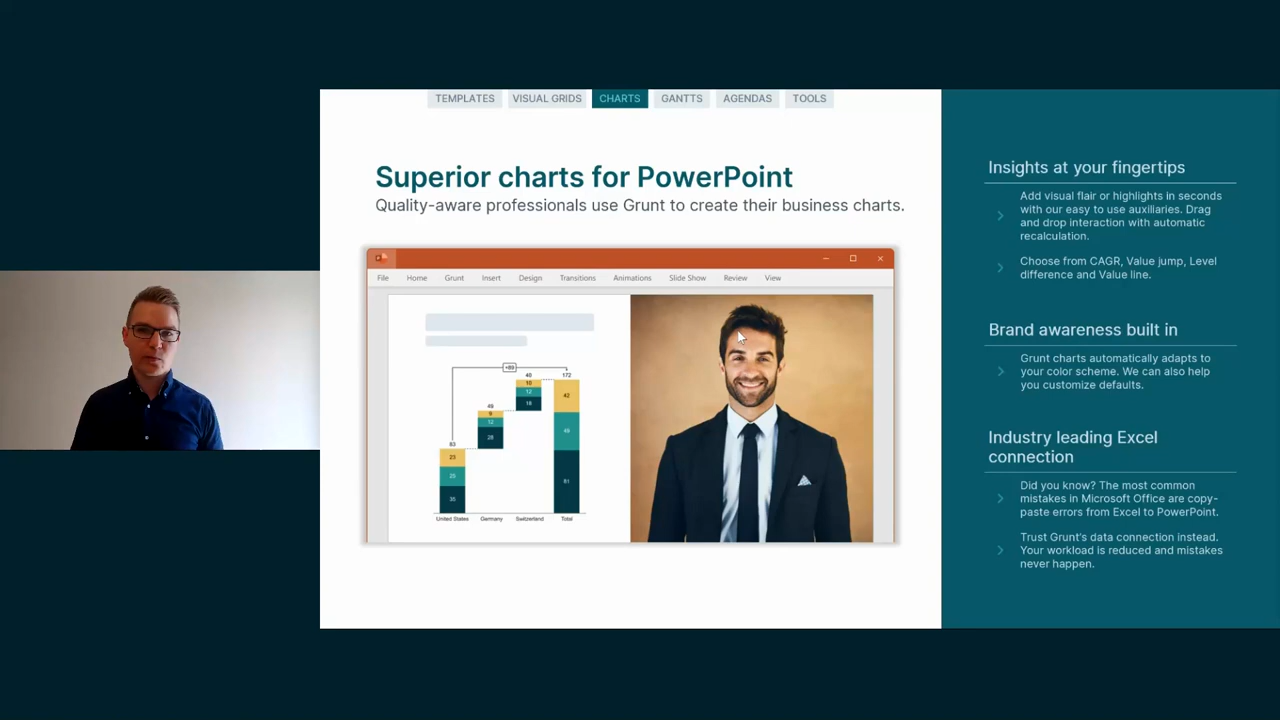 TEMPLATES VISUAL GRIDS CHARTS GANTTS AGENDAS TOOLS
Superior charts for PowerPoint
Quality-aware professionals use Grunt to create their business charts.
File Home Grunt Insert Design Transitions Animations Slide Show Review View
+89
172
40
10
12
18
42
49
9
12
28
49
83
23
25
35
81
United States Germany Switzerland Total
Insights at your fingertips
Add visual flair or highlights in seconds
with our easy to use auxiliaries. Drag
and drop interaction with automatic
recalculation.
Choose from CAGR, Value jump, Level
difference and Value line.
Brand awareness built in
Grunt charts automatically adapts to
your color scheme. We can also help
you customize defaults.
Industry leading Excel
connection
Did you know? The most common
mistakes in Microsoft Office are copy-
paste errors from Excel to PowerPoint.
Trust Grunt's data connection instead.
Your workload is reduced and mistakes
never happen.